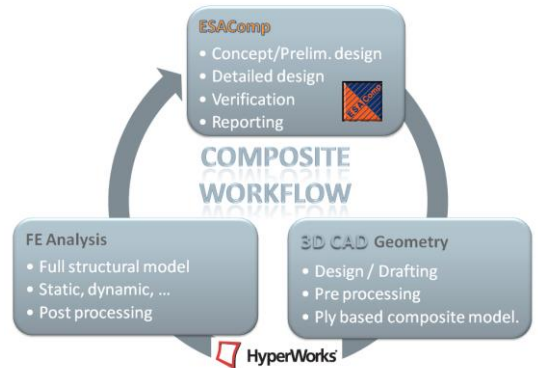 ESAComp
• Concept/Prelim. design
• Detailed design
• Verification
• Reporting
ESAComp
COMPOSITE
WORKFLOW
FE Analysis
• Full structural model
• Static, dynamic, ...
• Post processing
3D CAD Geometry
• Design / Drafting
• Pre processing
• Ply based composite model.
HyperWorks